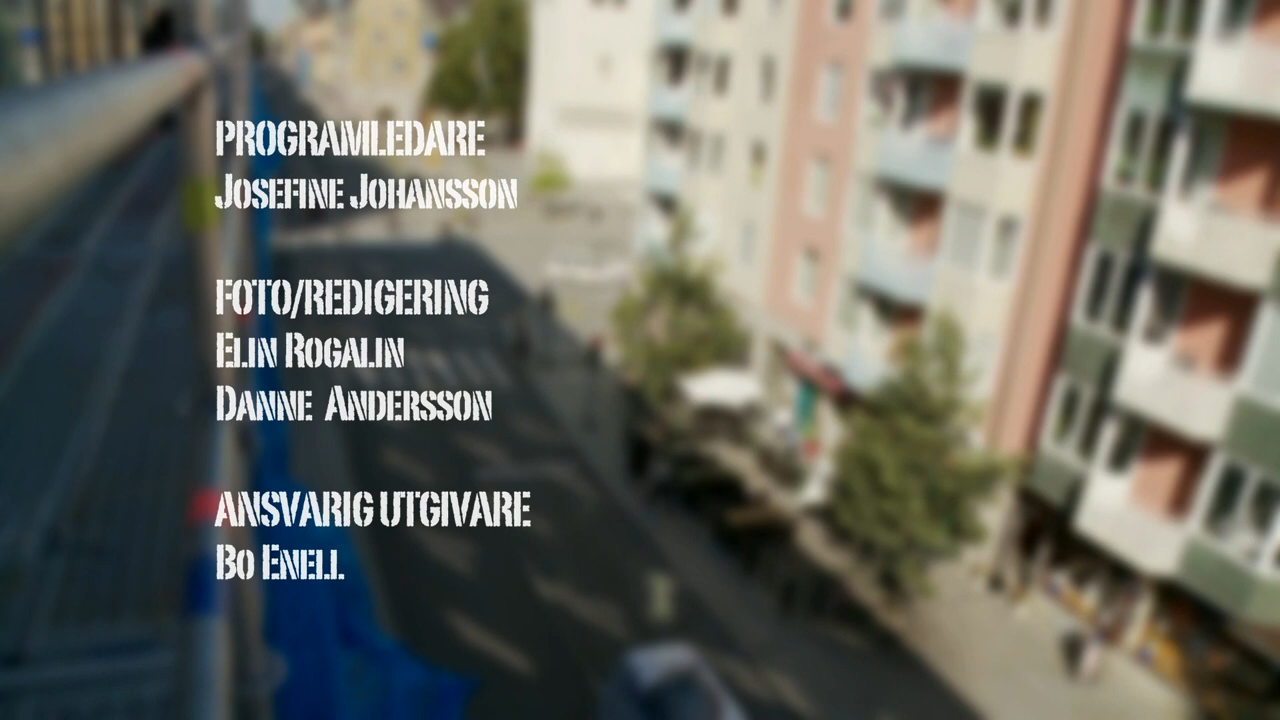 PROGRAMLEDARE
JOSEFINE JOHANSSON
FOTO/REDIGERING
ELIN ROGALIN
DANNE ANDERSSON
ANSVARIG UTGIVARE
BO ENELL